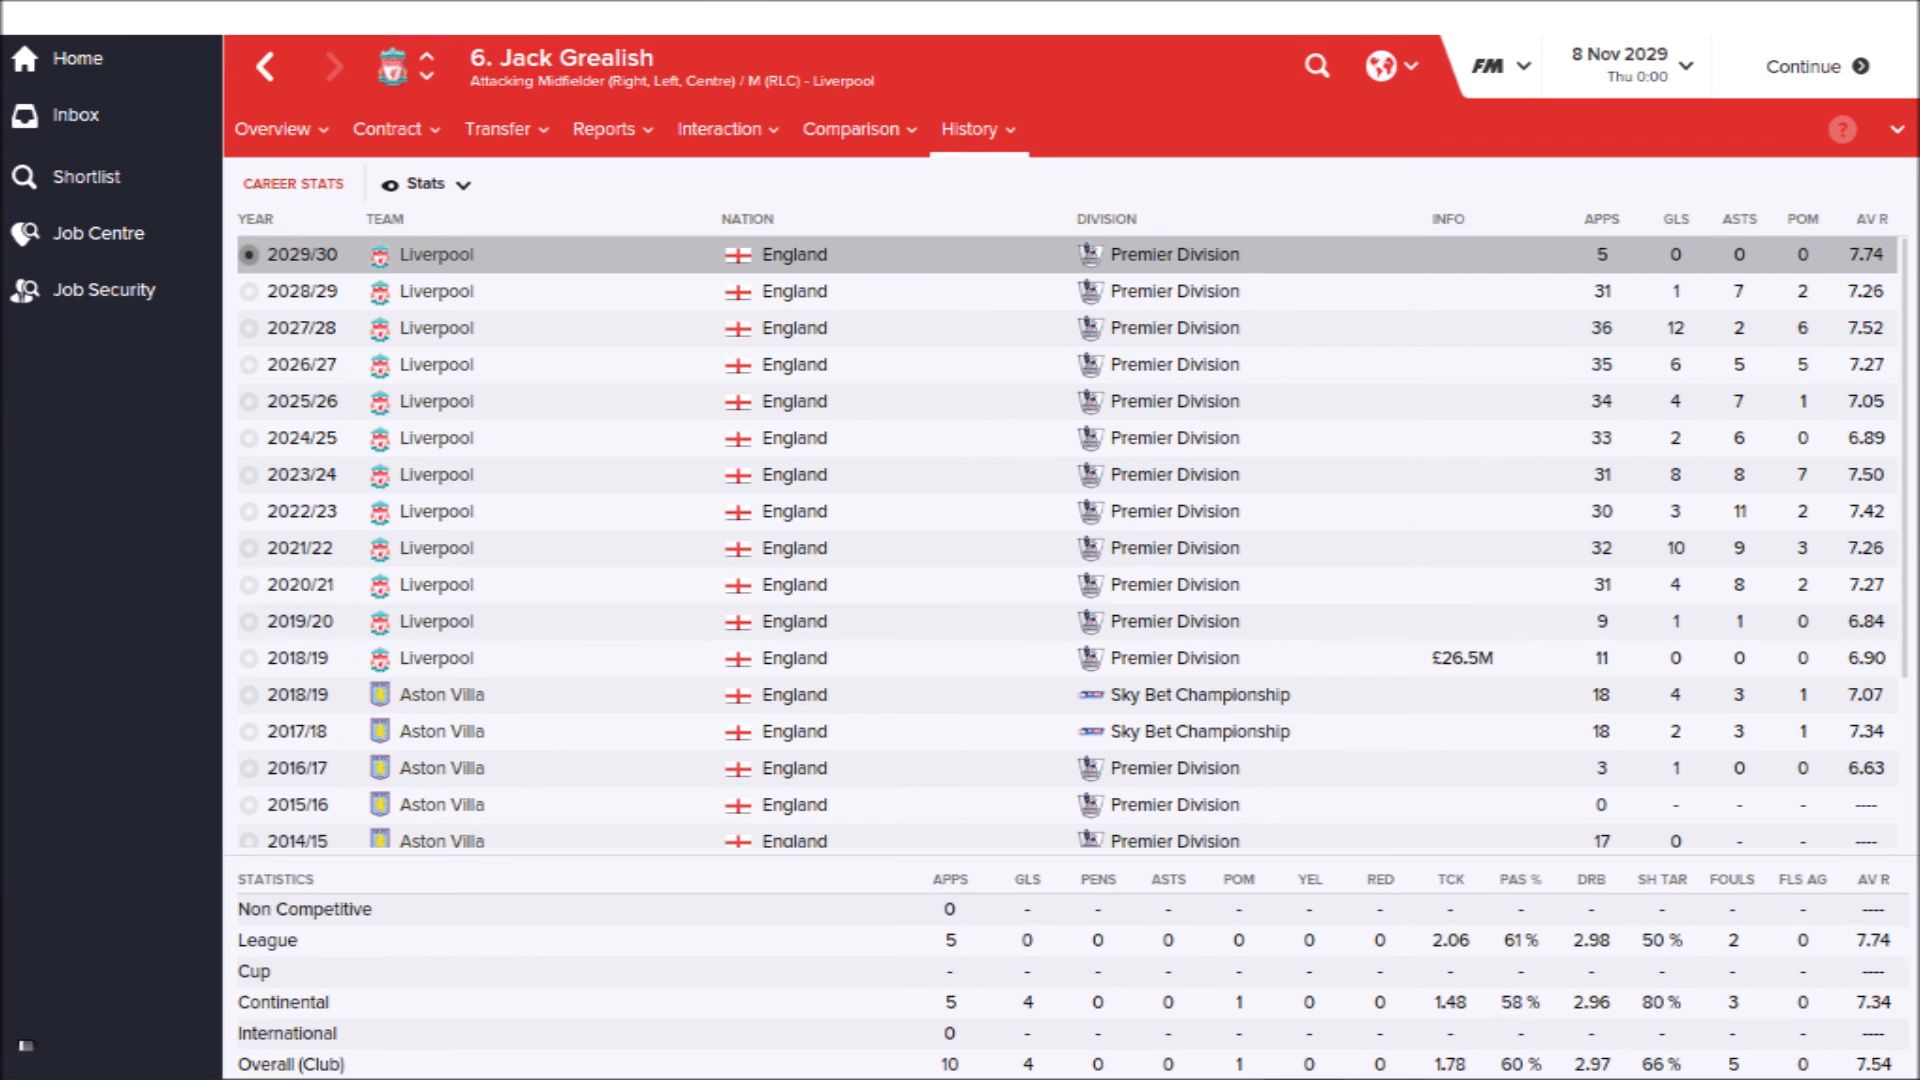 Home
Inbox
Shortlist
Job Centre
Job Security
6. Jack Grealish
Attacking Midfielder (Right, Left, Centre) / M (RLC) - Liverpool
FM
8 Nov 2029
Thu 0:00
Continue
Overview Contract Transfer Reports Interaction Comparison History ?
CAREER STATS Stats
YEAR TEAM NATION DIVISION INFO APPS GLS ASTS POM AV R
2029/30 Liverpool England Premier Division 5 0 0 0 7.74
2028/29 Liverpool England Premier Division 31 1 7 2 7.26
2027/28 Liverpool England Premier Division 36 12 2 6 7.52
2026/27 Liverpool England Premier Division 35 6 5 5 7.27
2025/26 Liverpool England Premier Division 34 4 7 1 7.05
2024/25 Liverpool England Premier Division 33 2 6 0 6.89
2023/24 Liverpool England Premier Division 31 8 8 7 7.50
2022/23 Liverpool England Premier Division 30 3 11 2 7.42
2021/22 Liverpool England Premier Division 32 10 9 3 7.26
2020/21 Liverpool England Premier Division 31 4 8 2 7.27
2019/20 Liverpool England Premier Division 9 1 1 0 6.84
2018/19 Liverpool England Premier Division £26.5M 11 0 0 0 6.90
2018/19 Aston Villa England Sky Bet Championship 18 4 3 1 7.07
2017/18 Aston Villa England Sky Bet Championship 18 2 3 1 7.34
2016/17 Aston Villa England Premier Division 3 1 0 0 6.63
2015/16 Aston Villa England Premier Division 0 - - - ----
2014/15 Aston Villa England Premier Division 17 0 - - ----
STATISTICS APPS GLS PENS ASTS POM YEL RED TCK PAS % DRB SH TAR FOULS FLS AG AV R
Non Competitive 0 - - - - - - - - - - - - ----
League 5 0 0 0 0 0 0 2.06 61 % 2.98 50 % 2 0 7.74
Cup - - - - - - - - - - - - - ----
Continental 5 4 0 0 1 0 0 1.48 58 % 2.96 80 % 3 0 7.34
International 0 - - - - - - - - - - - - ----
Overall (Club) 10 4 0 0 1 0 0 1.78 60 % 2.97 66 % 5 0 7.54